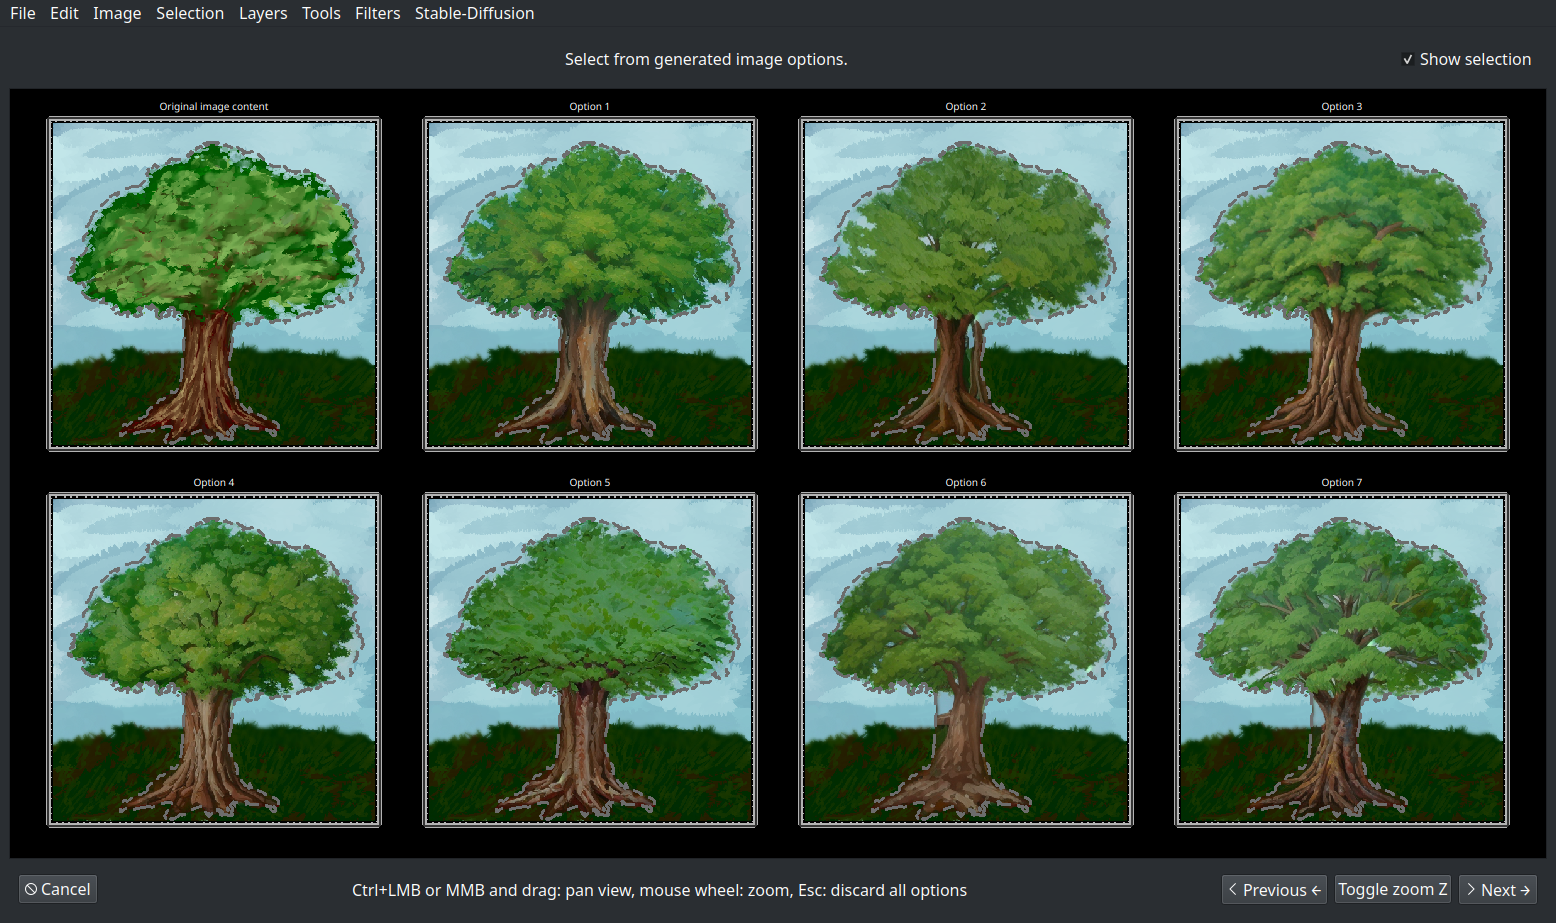 File Edit Image Selection Layers Tools Filters Stable-Diffusion
Select from generated image options.
✓ Show selection
Original image content
Option 1
Option 2
Option 3
Option 4
Option 5
Option 6
Option 7
Cancel
Ctrl+LMB or MMB and drag: pan view, mouse wheel: zoom, Esc: discard all options
Previous ←
Toggle zoom Z
Next →